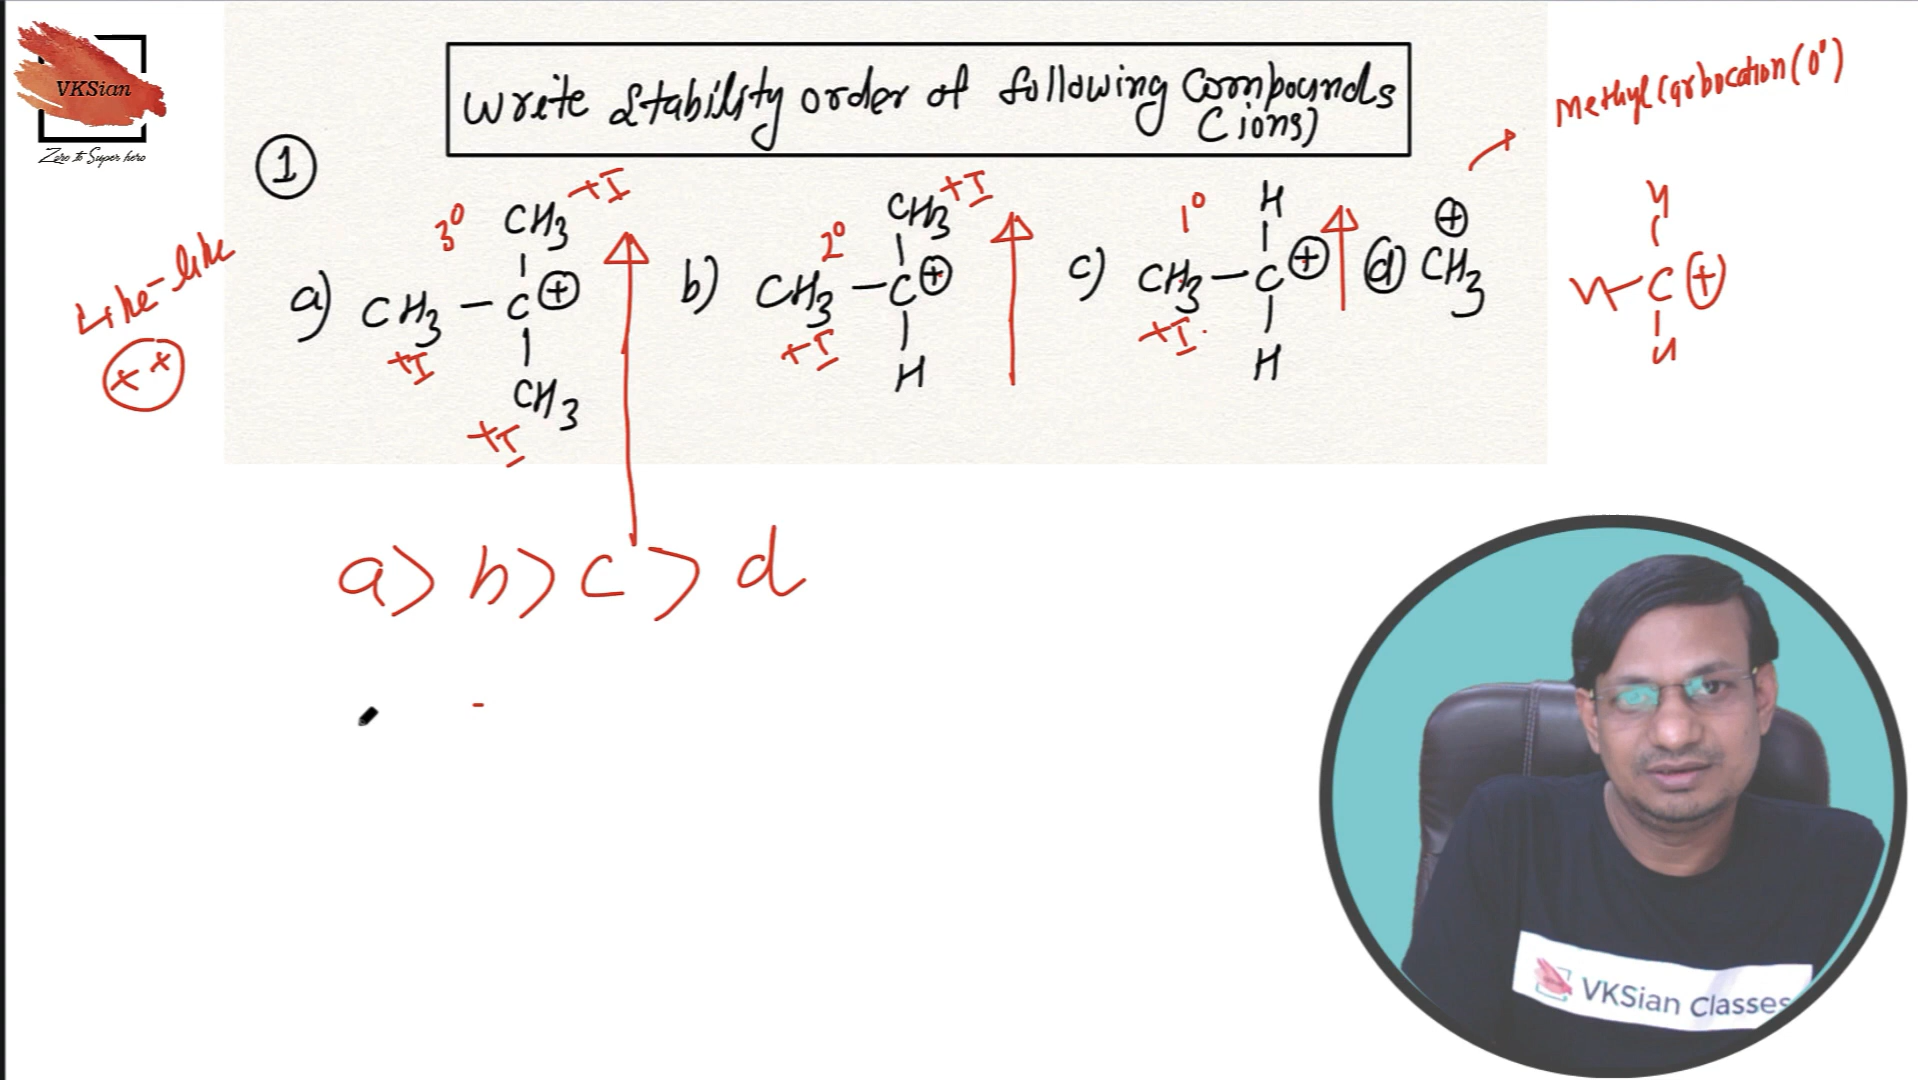 VKSian
Zero to Super hero
Write Stability order of following Compounds
(ions)
Methyl Carbocation (0°)
①
Like-like
+ +
a) 3° CH3 +I
CH3 – C ⊕
+I
CH3
+I
b) 2° CH3 +I
CH3 – C ⊕
+I
H
c) 1° H
CH3 – C ⊕
+I
H
d) ⊕
CH3
H
H – C ⊕
H
a > b > c > d
VKSian Classes